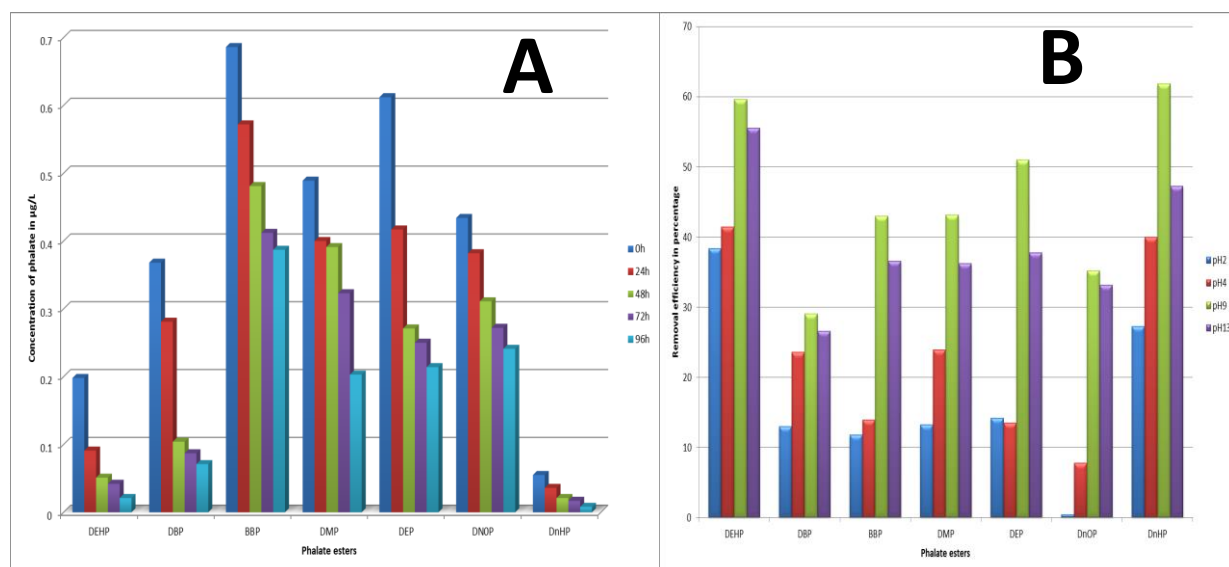 A
0.7
0.6
0.5
0.4
0.3
0.2
0.1
0
Concentration of phalate in µg/L
DEHP DBP BBP DMP DEP DNOP DnHP
Phalate esters
0h
24h
48h
72h
96h
B
70
60
50
40
30
20
10
0
Removal efficiency in percentage
DEHP DBP BBP DMP DEP DnOP DnHP
Phalate esters
pH2
pH4
pH9
pH13